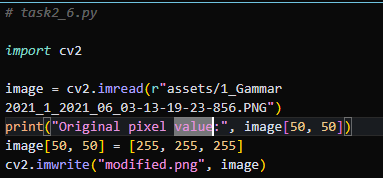 # task2_6.py
import cv2
image = cv2.imread(r"assets/1_Gammar
2021_1_2021_06_03-13-19-23-856.PNG")
print("Original pixel value:", image[50, 50])
image[50, 50] = [255, 255, 255]
cv2.imwrite("modified.png", image)